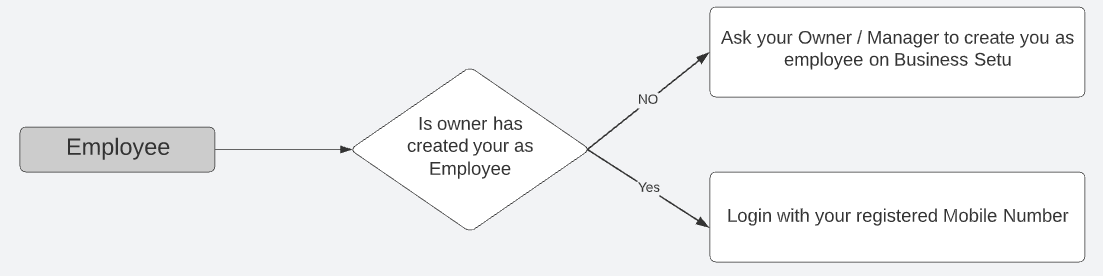 Employee
Is owner has
created your as
Employee
NO
Ask your Owner / Manager to create you as
employee on Business Setu
Yes
Login with your registered Mobile Number